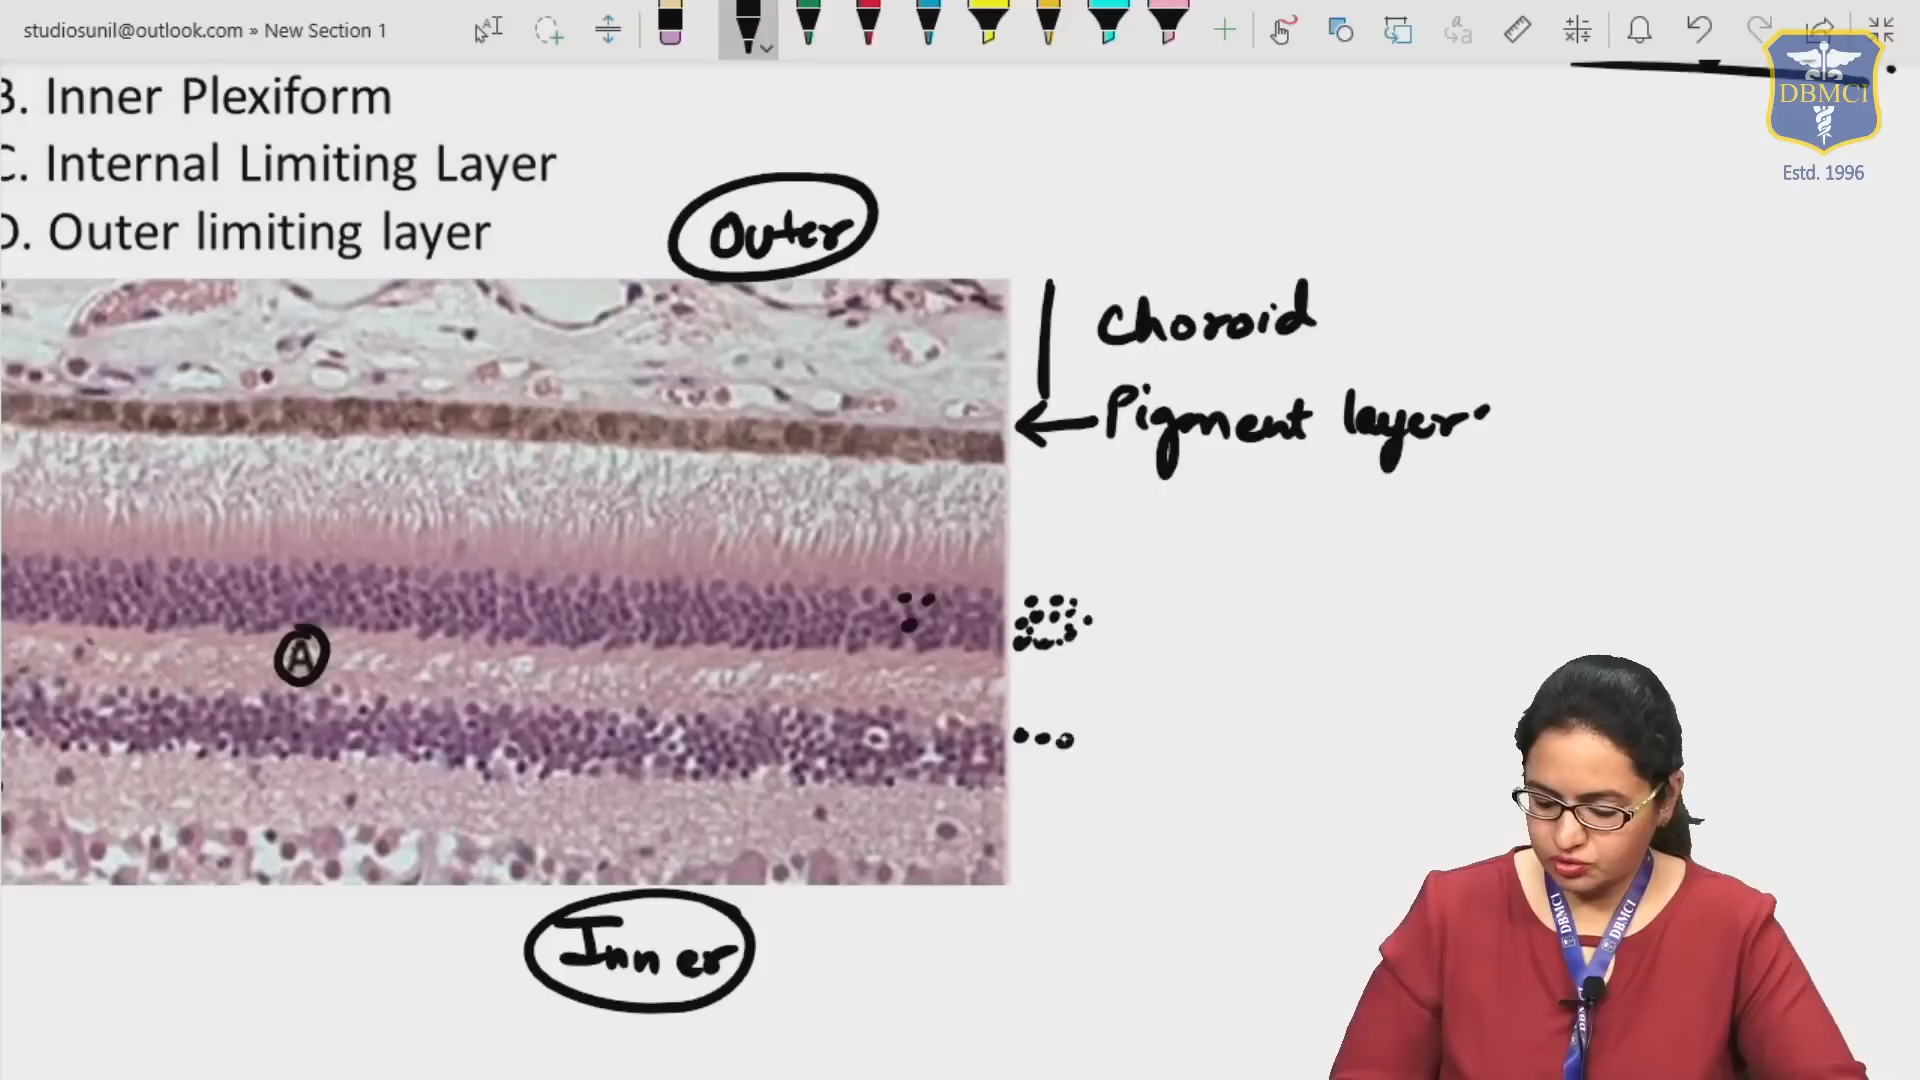 studiosunil@outlook.com » New Section 1
B. Inner Plexiform
C. Internal Limiting Layer
D. Outer limiting layer
Outer
Choroid
Pigment layer
A
Inner
DBMCI
Estd. 1996
DBMCI
DBMCI